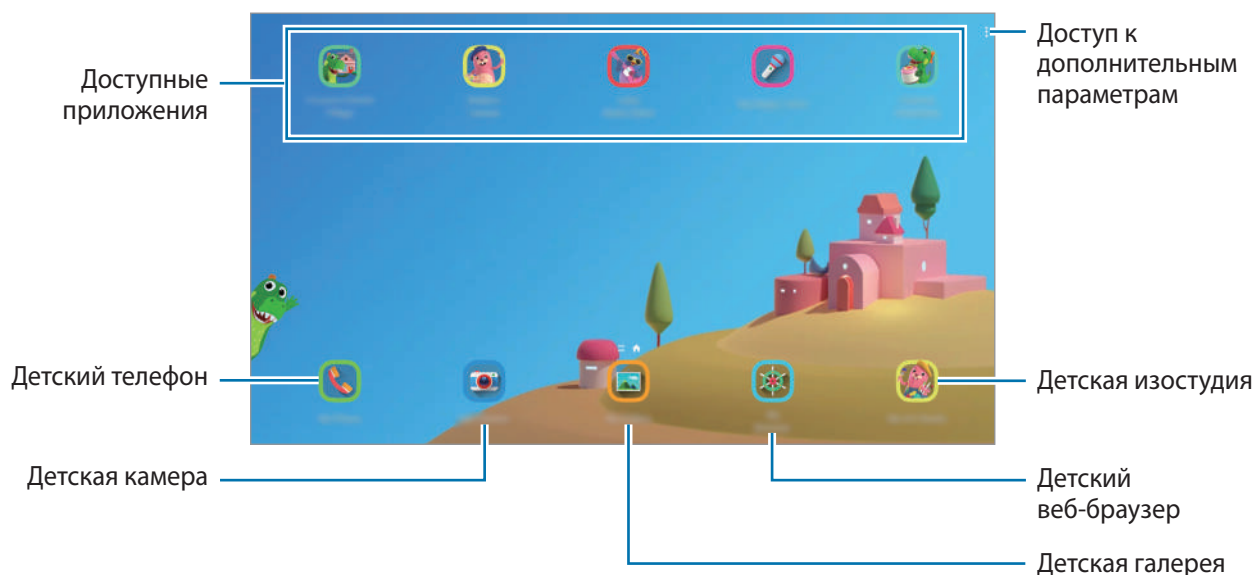 Доступные
приложения
Доступ к
дополнительным
параметрам
Детский телефон
Детская изостудия
Детская камера
Детский
веб-браузер
Детская галерея